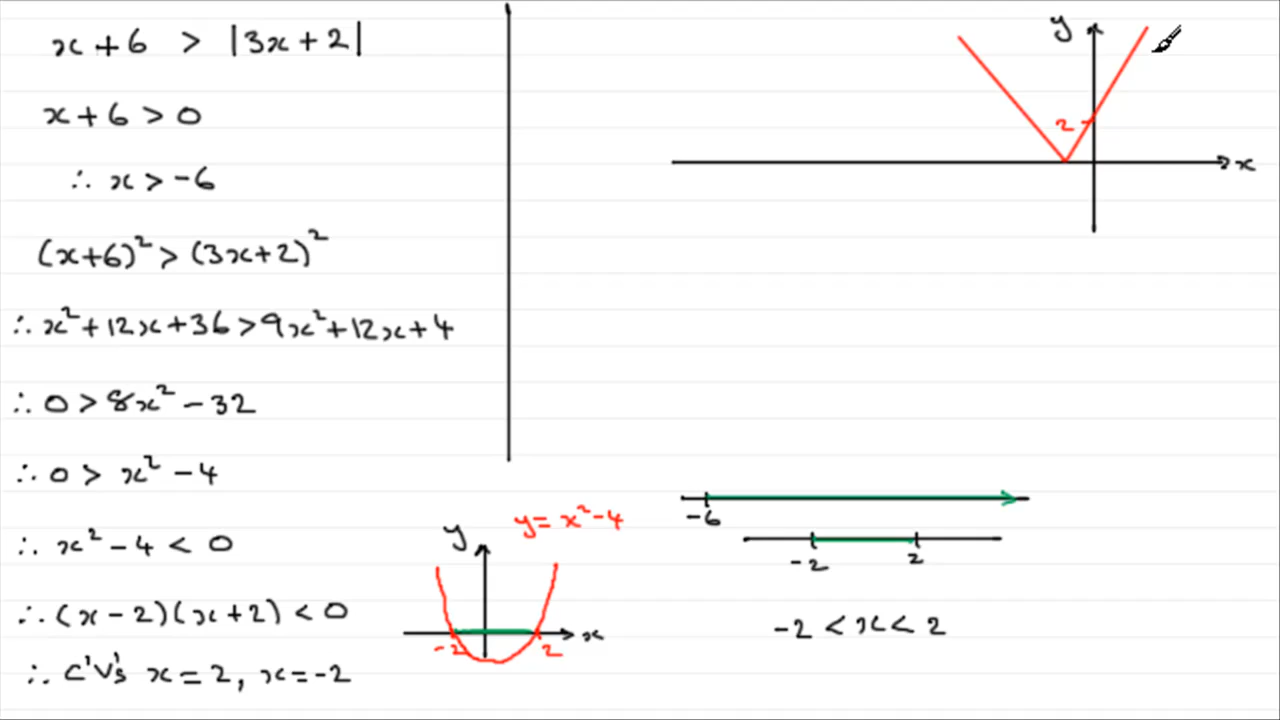 x + 6 > |3x + 2|
x + 6 > 0
∴ x > -6
(x+6)² > (3x+2)²
∴ x² + 12x + 36 > 9x² + 12x + 4
∴ 0 > 8x² - 32
∴ 0 > x² - 4
∴ x² - 4 < 0
∴ (x - 2)(x + 2) < 0
∴ C'V's x = 2, x = -2
y
y = x² - 4
x
-2
2
y
2
x
-6
-2
2
-2 < x < 2